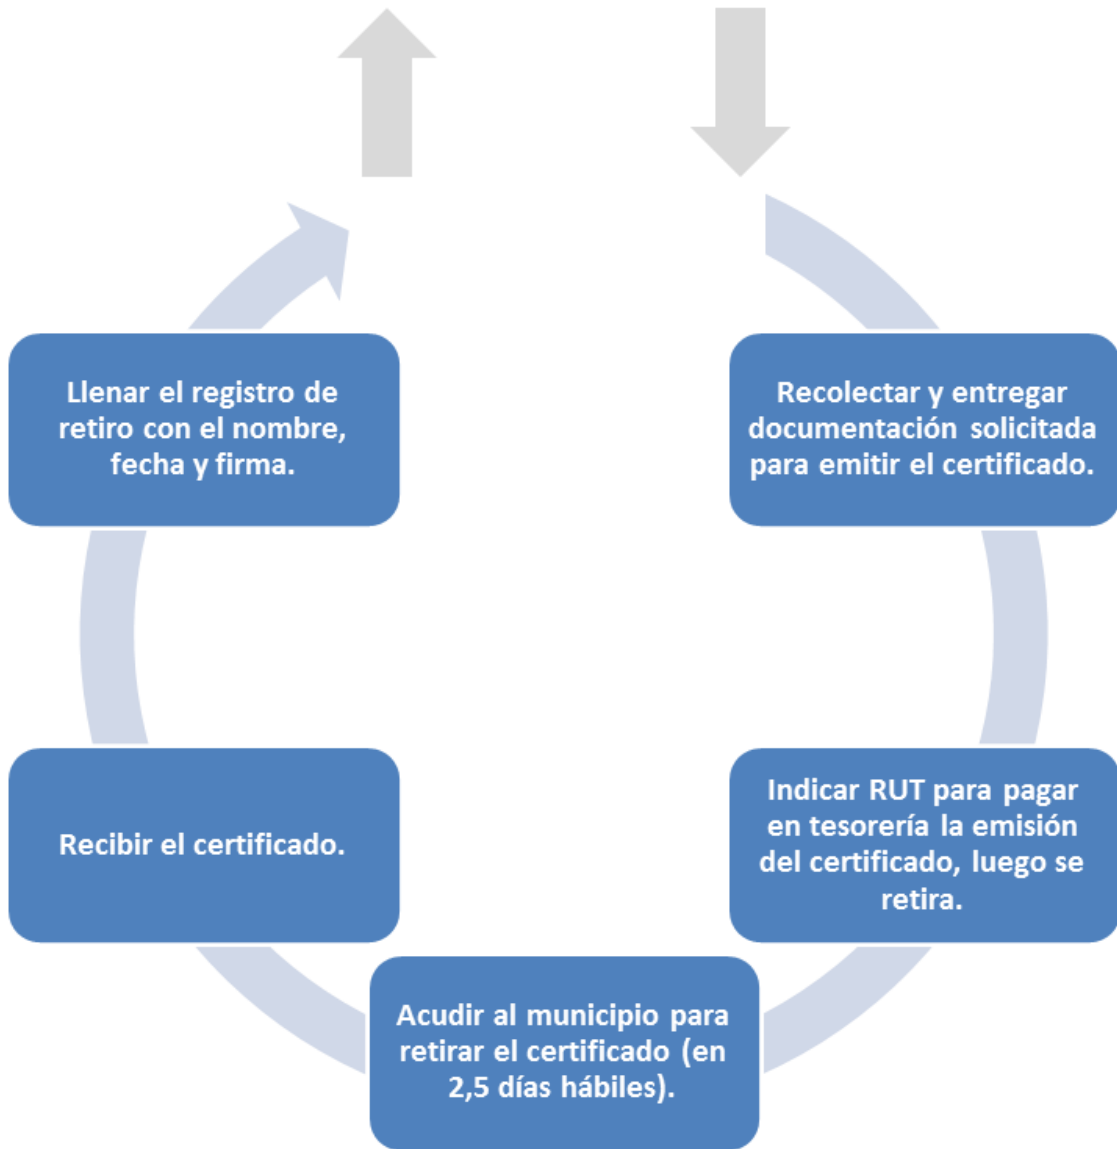 Recolectar y entregar
documentación solicitada
para emitir el certificado.
Indicar RUT para pagar
en tesorería la emisión
del certificado, luego se
retira.
Acudir al municipio para
retirar el certificado (en
2,5 días hábiles).
Recibir el certificado.
Llenar el registro de
retiro con el nombre,
fecha y firma.